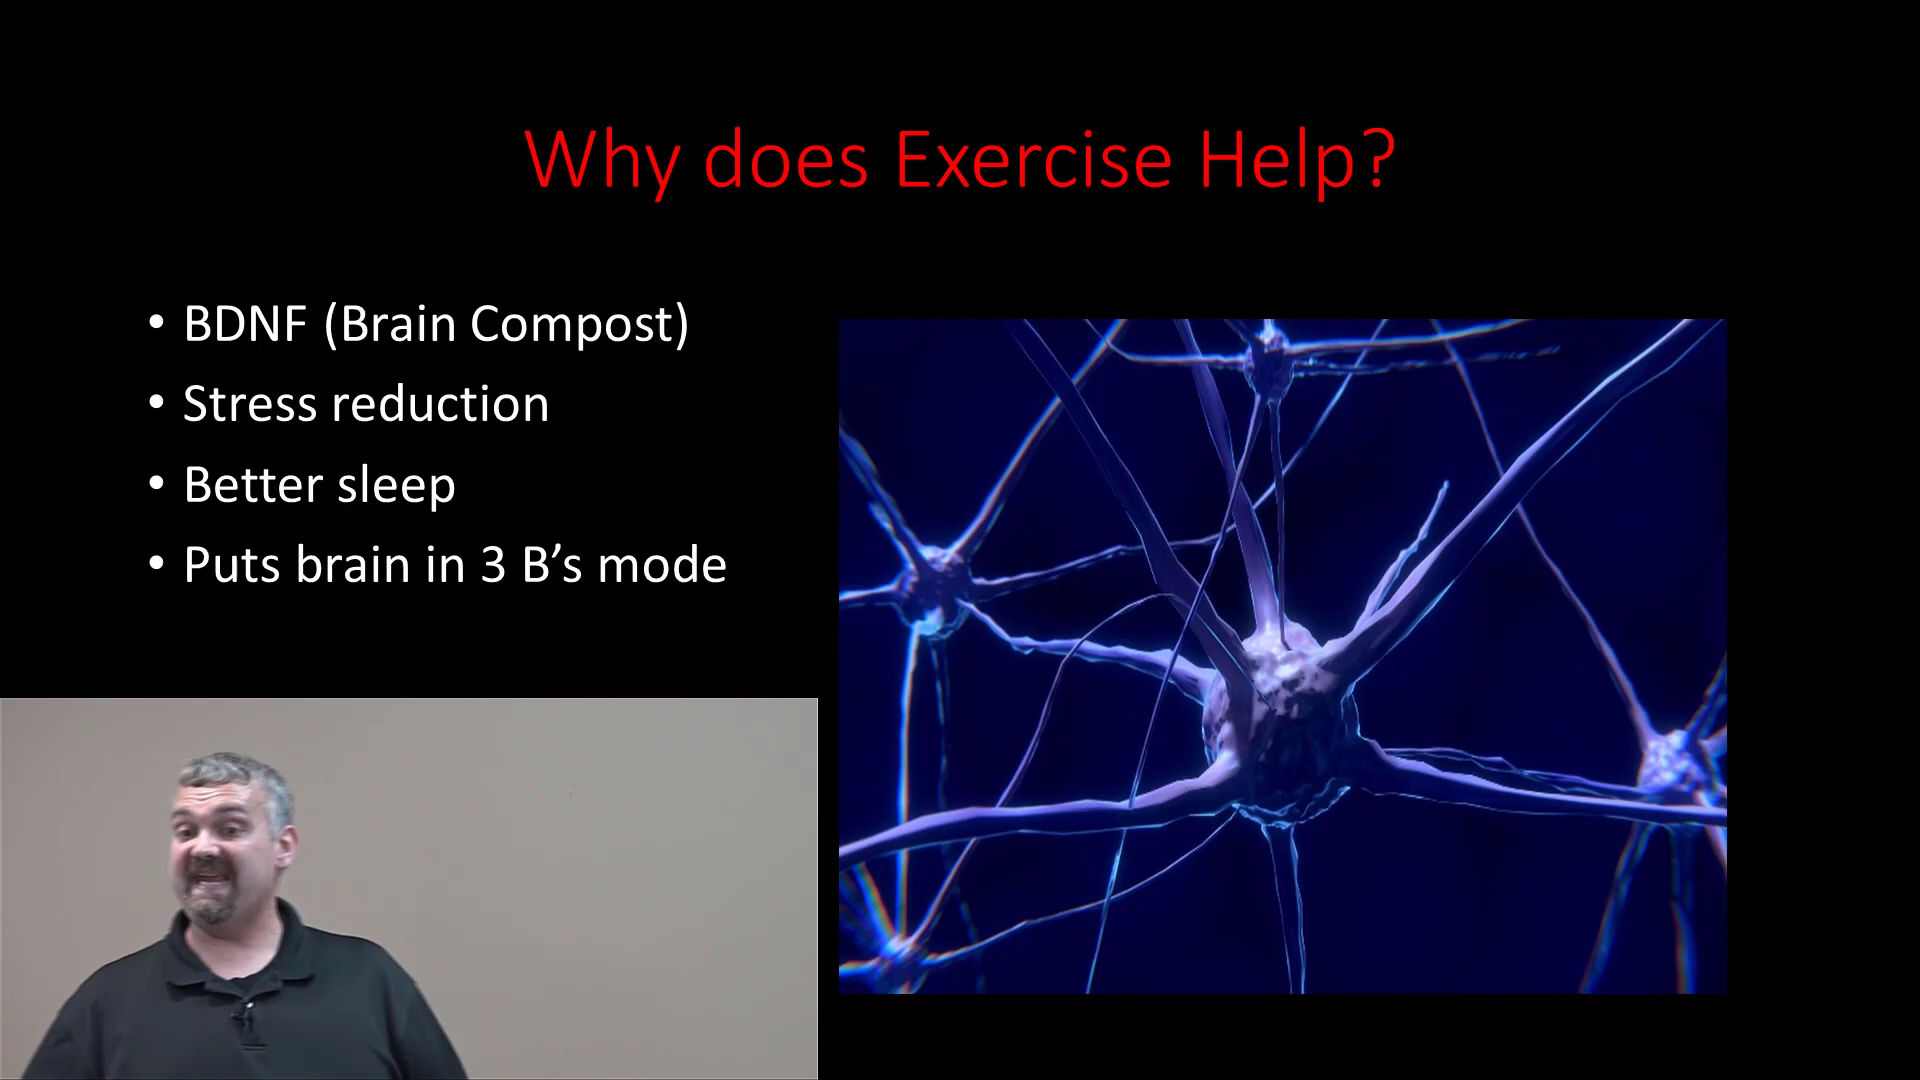 Why does Exercise Help?
• BDNF (Brain Compost)
• Stress reduction
• Better sleep
• Puts brain in 3 B’s mode